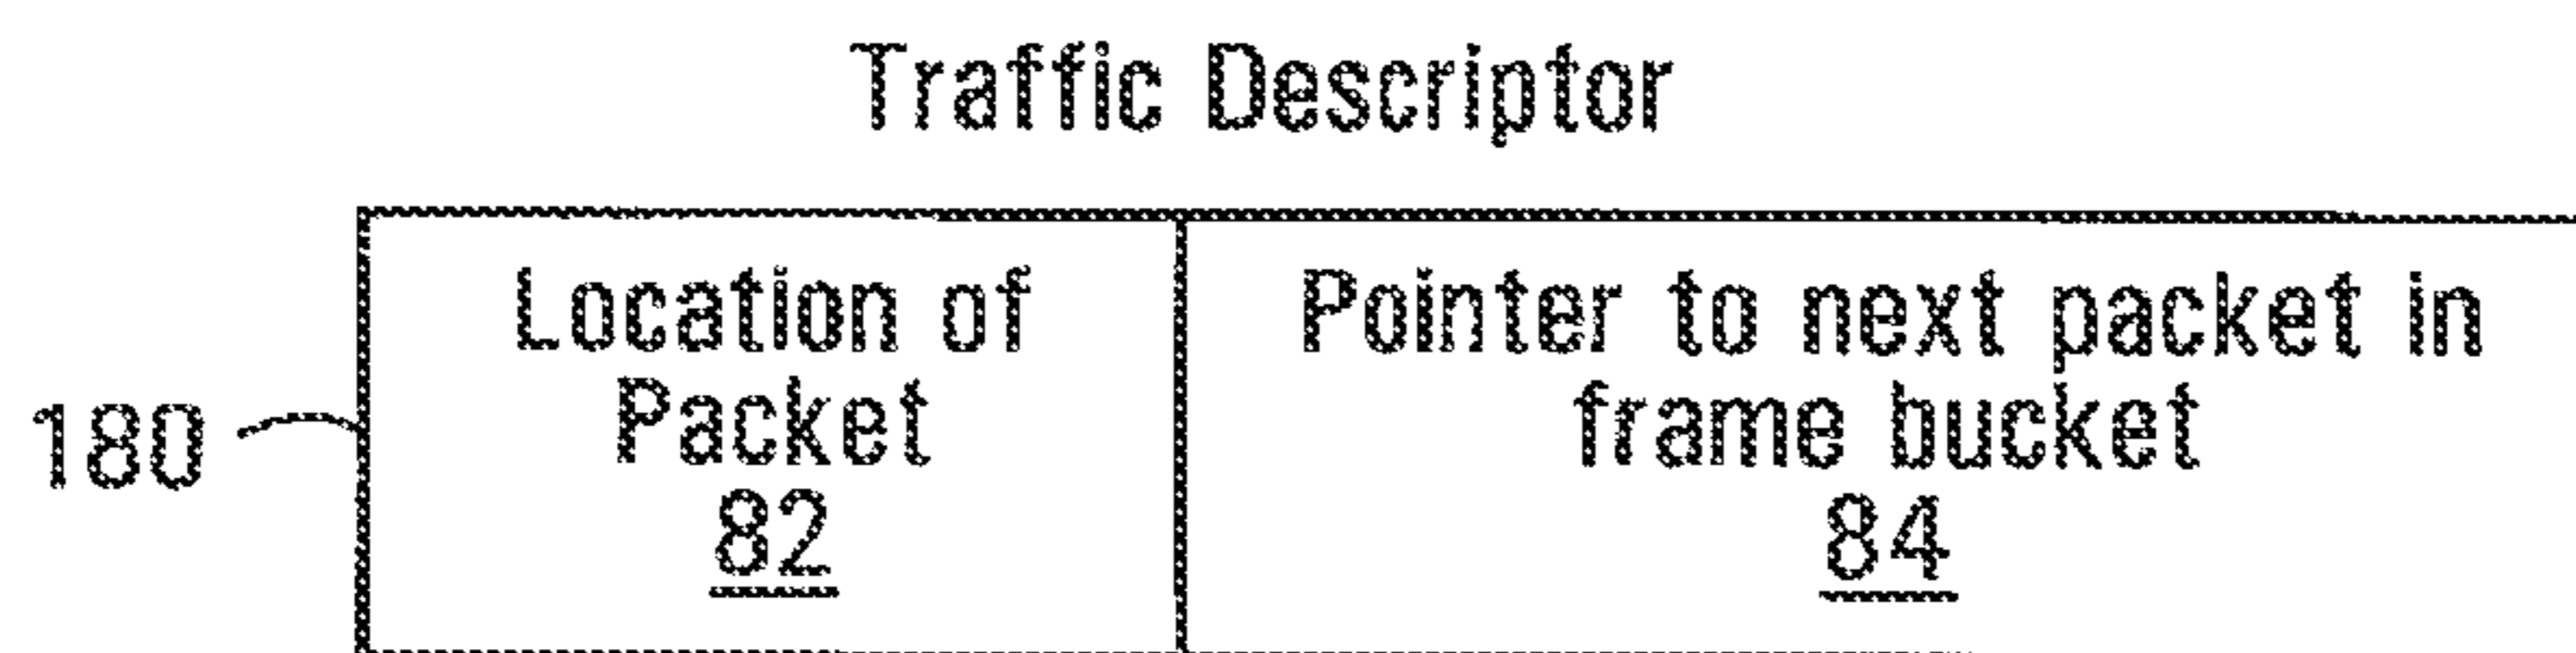 Traffic Descriptor
Location of
Packet
82
Pointer to next packet in
frame bucket
84
180